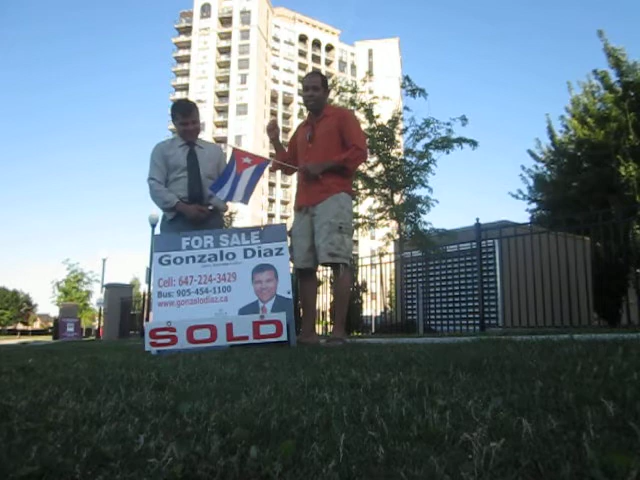 FOR SALE
Gonzalo Diaz
Cell: 647-224-3429
Bus: 905-454-1100
www.gonzalodiaz.ca
SOLD